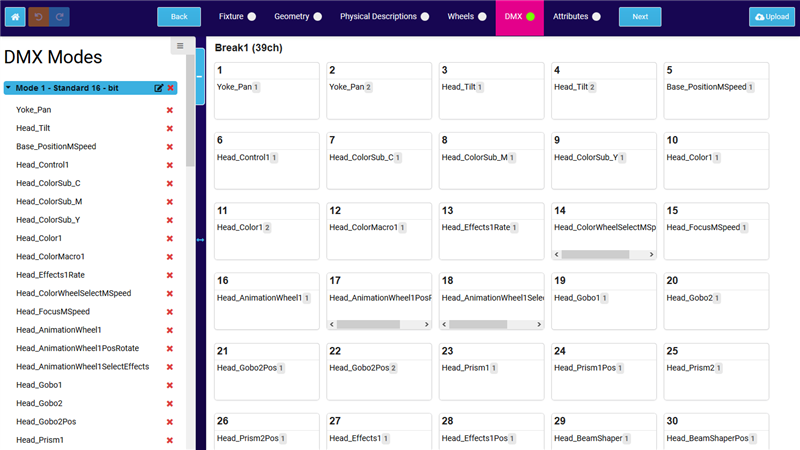 Back
Fixture
Geometry
Physical Descriptions
Wheels
DMX
Attributes
Next
Upload
DMX Modes
Mode 1 - Standard 16 - bit
Yoke_Pan
Head_Tilt
Base_PositionMSpeed
Head_Control1
Head_ColorSub_C
Head_ColorSub_M
Head_ColorSub_Y
Head_Color1
Head_ColorMacro1
Head_Effects1Rate
Head_ColorWheelSelectMSpeed
Head_FocusMSpeed
Head_AnimationWheel1
Head_AnimationWheel1PosRotate
Head_AnimationWheel1SelectEffects
Head_Gobo1
Head_Gobo2
Head_Gobo2Pos
Head_Prism1
Break1 (39ch)
1
Yoke_Pan 1
2
Yoke_Pan 2
3
Head_Tilt 1
4
Head_Tilt 2
5
Base_PositionMSpeed 1
6
Head_Control1 1
7
Head_ColorSub_C 1
8
Head_ColorSub_M 1
9
Head_ColorSub_Y 1
10
Head_Color1 1
11
Head_Color1 2
12
Head_ColorMacro1 1
13
Head_Effects1Rate 1
14
Head_ColorWheelSelectMSp
15
Head_FocusMSpeed 1
16
Head_AnimationWheel1 1
17
Head_AnimationWheel1PosR
18
Head_AnimationWheel1Selec
19
Head_Gobo1 1
20
Head_Gobo2 1
21
Head_Gobo2Pos 1
22
Head_Gobo2Pos 2
23
Head_Prism1 1
24
Head_Prism1Pos 1
25
Head_Prism2 1
26
Head_Prism2Pos 1
27
Head_Effects1 1
28
Head_Effects1Pos 1
29
Head_BeamShaper 1
30
Head_BeamShaperPos 1